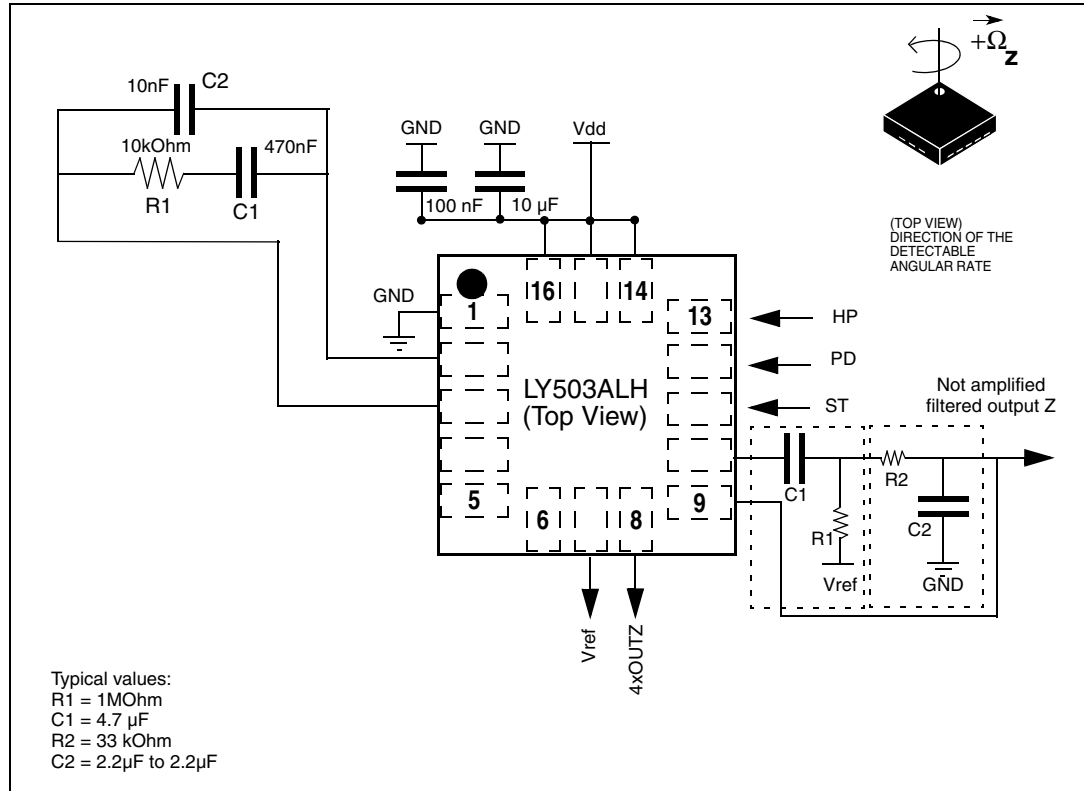 +Ω
Z
10nF
C2
10kOhm
470nF
R1
C1
GND
GND
Vdd
100 nF
10 µF
(TOP VIEW)
DIRECTION OF THE
DETECTABLE
ANGULAR RATE
GND
1
16
14
13
HP
PD
LY503ALH
(Top View)
ST
Not amplified
filtered output Z
5
6
8
9
C1
R2
R1
C2
Vref
GND
Vref
4xOUTZ
Typical values:
R1 = 1MOhm
C1 = 4.7 µF
R2 = 33 kOhm
C2 = 2.2µF to 2.2µF